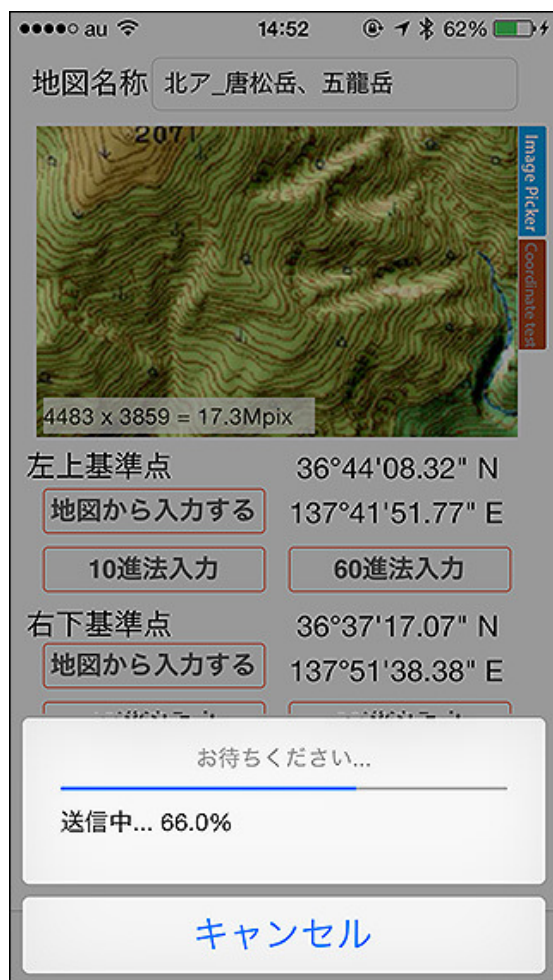 au 14:52 62%
地図名称 北ア_唐松岳、五龍岳
2071
Image Picker
Coordinate test
4483 x 3859 = 17.3Mpix
左上基準点 36°44'08.32" N
地図から入力する 137°41'51.77" E
10進法入力 60進法入力
右下基準点 36°37'17.07" N
地図から入力する 137°51'38.38" E
お待ちください...
送信中... 66.0%
キャンセル